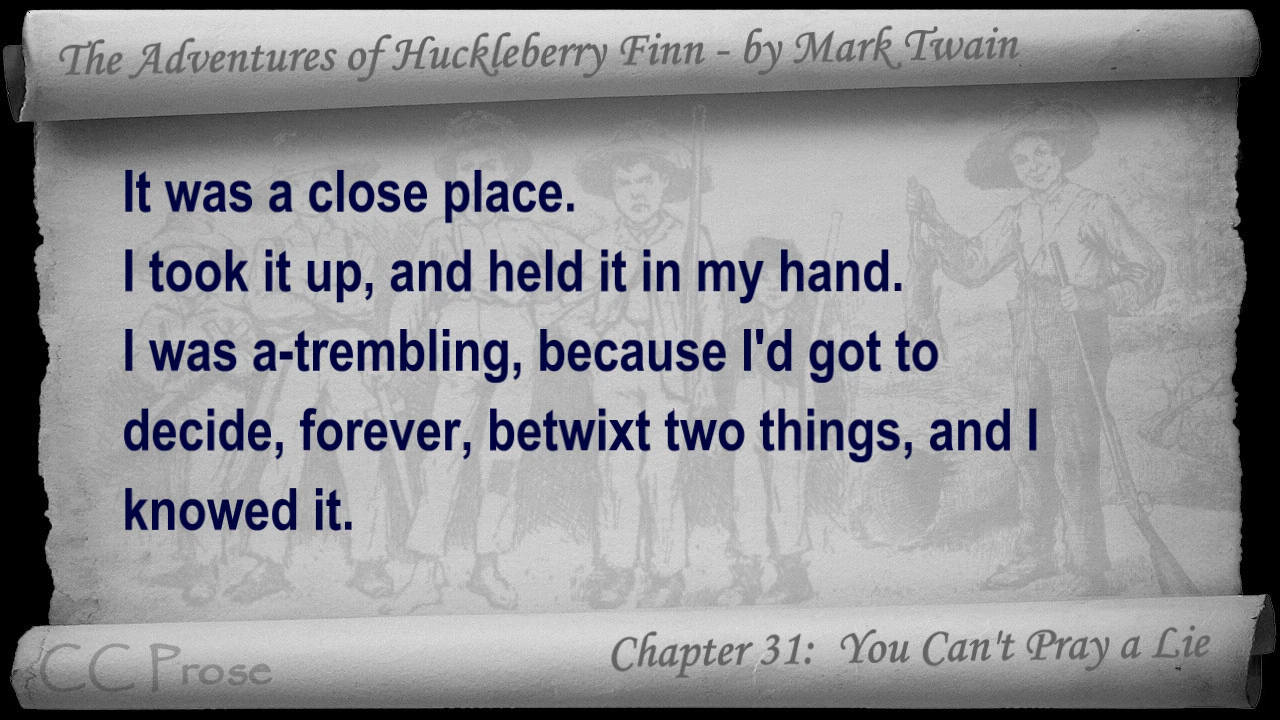 The Adventures of Huckleberry Finn - by Mark Twain
It was a close place.
I took it up, and held it in my hand.
I was a-trembling, because I'd got to
decide, forever, betwixt two things, and I
knowed it.
CC Prose
Chapter 31: You Can't Pray a Lie